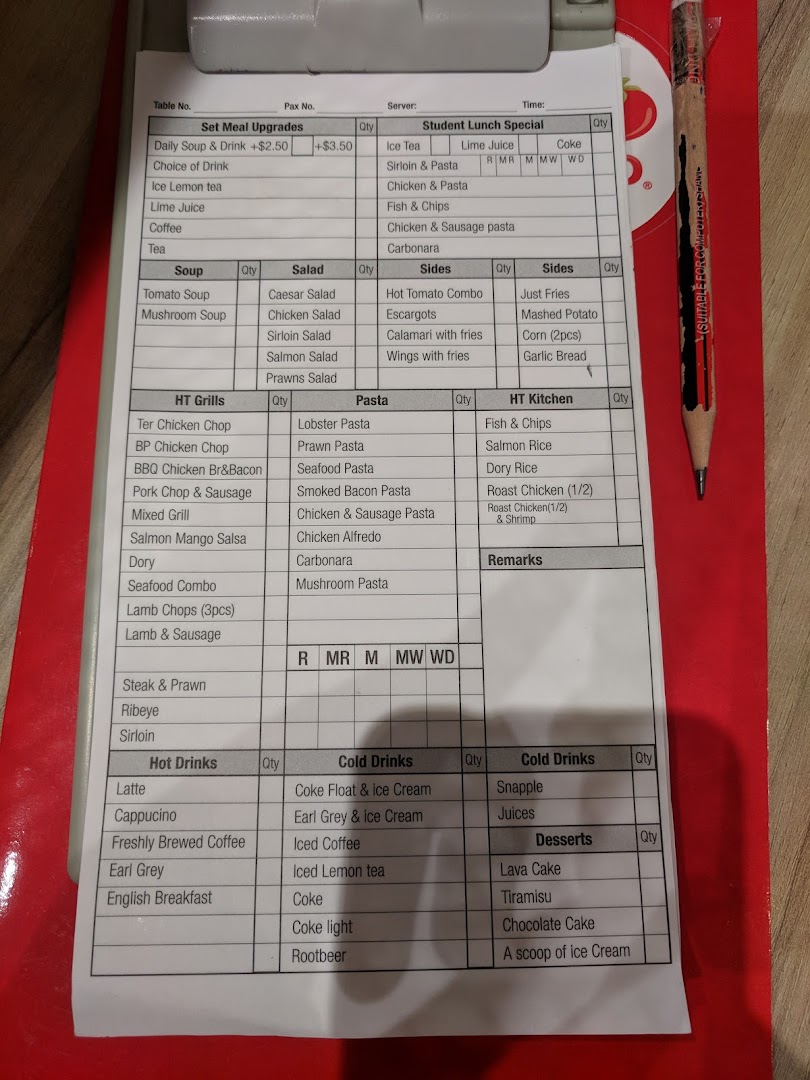 Table No. Pax No. Server: Time:
Set Meal Upgrades Qty Student Lunch Special Qty
Daily Soup & Drink +$2.50 +$3.50 Ice Tea Lime Juice Coke
Choice of Drink Sirloin & Pasta R MR M MW WD
Ice Lemon tea Chicken & Pasta
Lime Juice Fish & Chips
Coffee Chicken & Sausage pasta
Tea Carbonara
Soup Qty Salad Qty Sides Qty Sides Qty
Tomato Soup Caesar Salad Hot Tomato Combo Just Fries
Mushroom Soup Chicken Salad Escargots Mashed Potato
Sirloin Salad Calamari with fries Corn (2pcs)
Salmon Salad Wings with fries Garlic Bread
Prawns Salad
HT Grills Qty Pasta Qty HT Kitchen Qty
Ter Chicken Chop Lobster Pasta Fish & Chips
BP Chicken Chop Prawn Pasta Salmon Rice
BBQ Chicken Br&Bacon Seafood Pasta Dory Rice
Pork Chop & Sausage Smoked Bacon Pasta Roast Chicken (1/2)
Mixed Grill Chicken & Sausage Pasta Roast Chicken(1/2)
& Shrimp
Salmon Mango Salsa Chicken Alfredo
Dory Carbonara Remarks
Seafood Combo Mushroom Pasta
Lamb Chops (3pcs)
Lamb & Sausage
R MR M MW WD
Steak & Prawn
Ribeye
Sirloin
Hot Drinks Qty Cold Drinks Qty Cold Drinks Qty
Latte Coke Float & ice Cream Snapple
Cappucino Earl Grey & ice Cream Juices
Freshly Brewed Coffee Iced Coffee Desserts Qty
Earl Grey Iced Lemon tea Lava Cake
English Breakfast Coke Tiramisu
Coke light Chocolate Cake
Rootbeer A scoop of ice Cream
®
(SUITABLE FOR COMPUTER